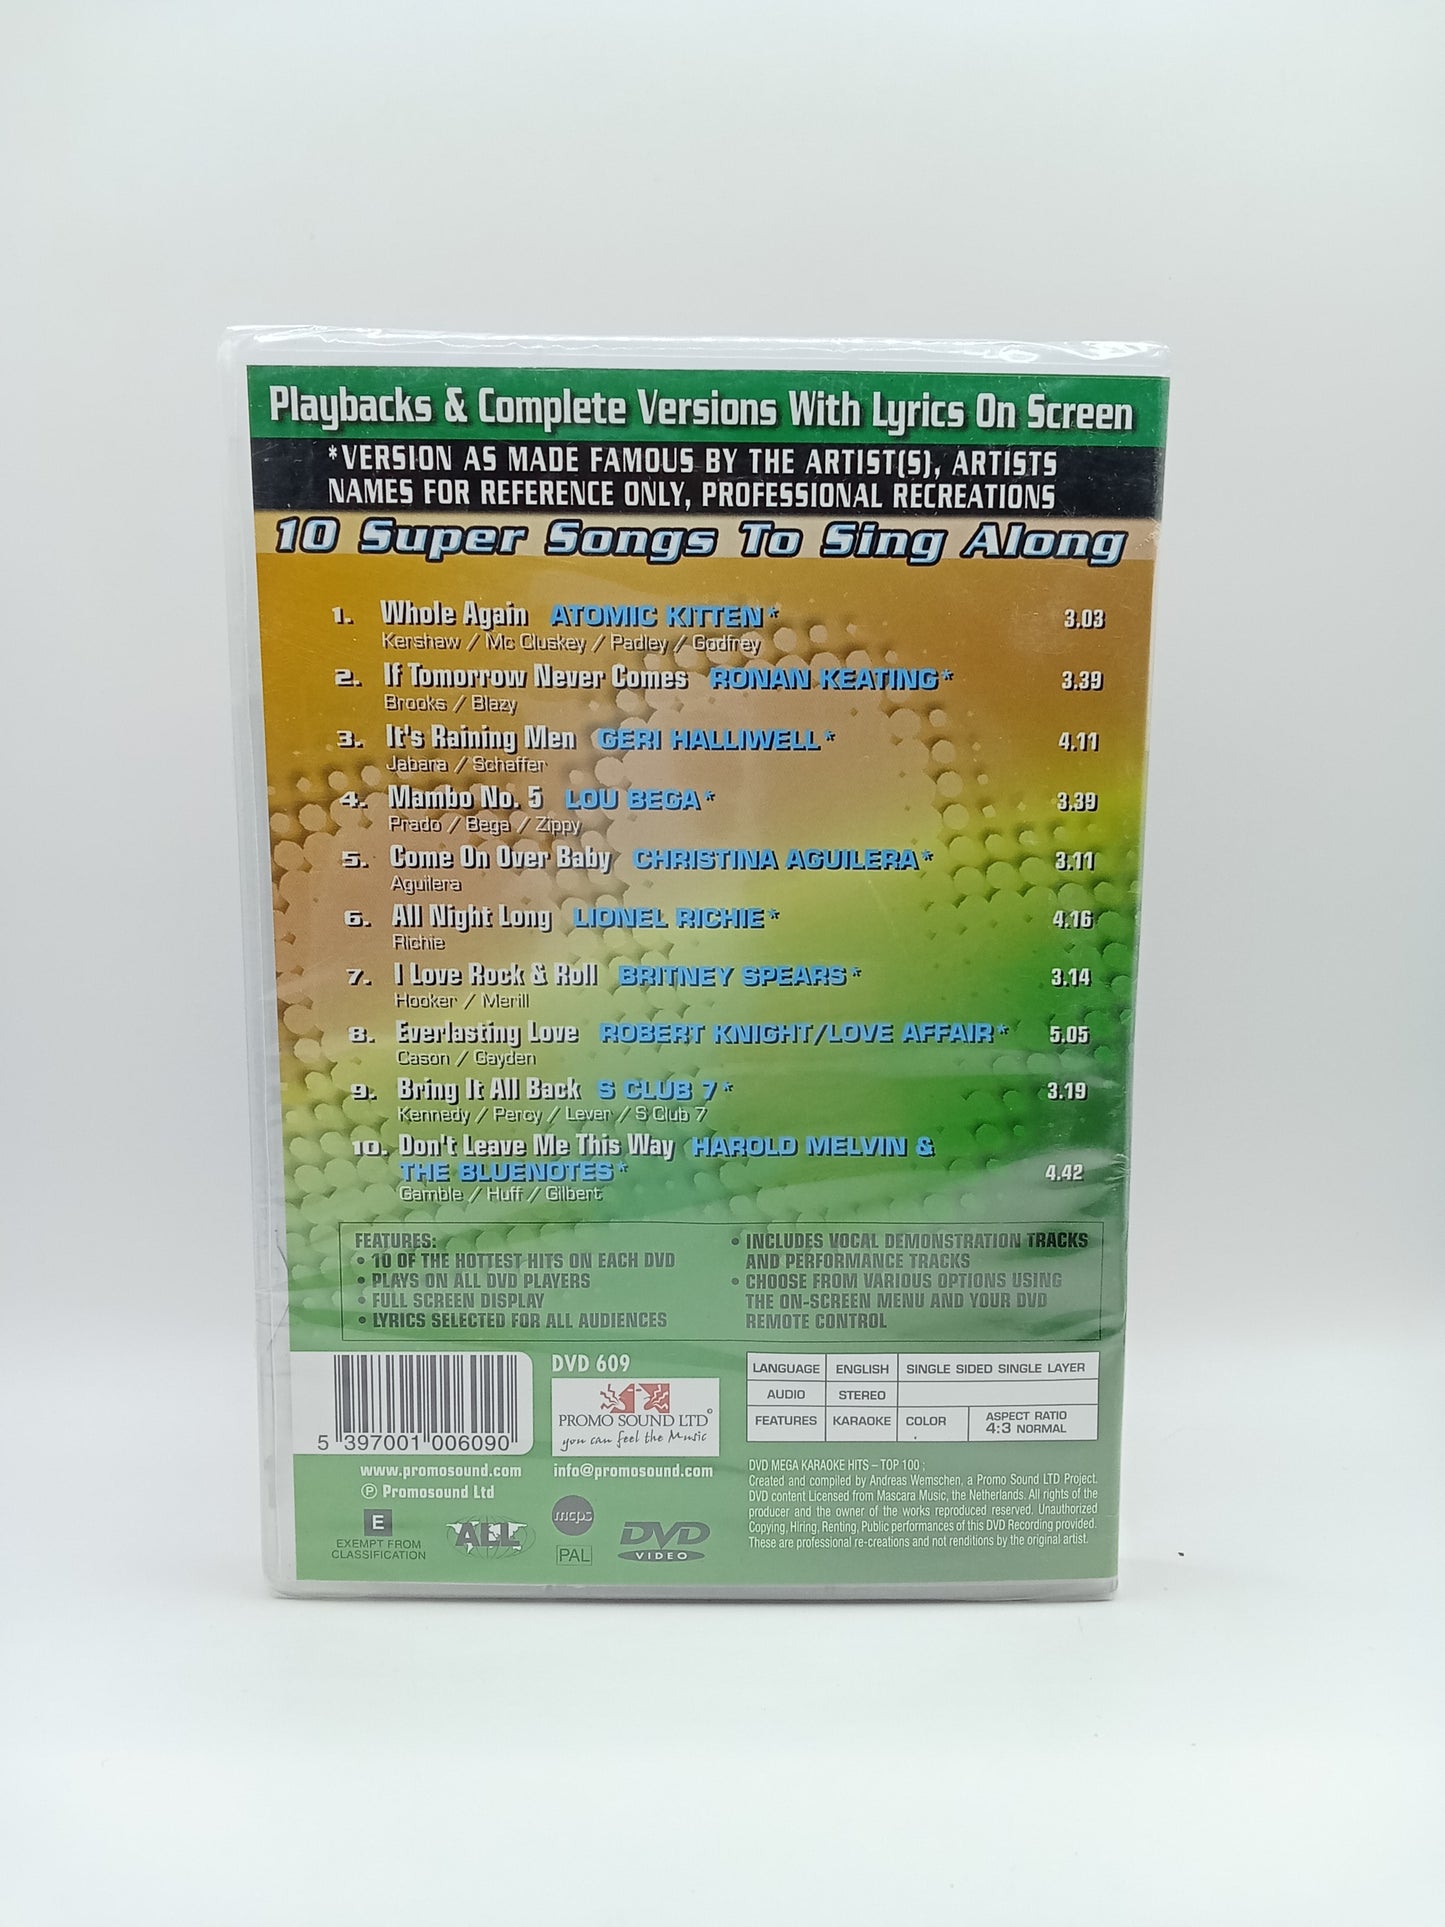 Playbacks & Complete Versions With Lyrics On Screen
*VERSION AS MADE FAMOUS BY THE ARTIST(S), ARTISTS
NAMES FOR REFERENCE ONLY, PROFESSIONAL RECREATIONS
10 Super Songs To Sing Along
1. Whole Again ATOMIC KITTEN* 3.03
Kershaw / Mc Cluskey / Padley / Godfrey
2. If Tomorrow Never Comes RONAN KEATING* 3.39
Brooks / Blazy
3. It's Raining Men GERI HALLIWELL* 4.11
Jabara / Schaffer
4. Mambo No. 5 LOU BEGA* 3.39
Prado / Bega / Zippy
5. Come On Over Baby CHRISTINA AGUILERA* 3.11
Aguilera
6. All Night Long LIONEL RICHIE* 4.16
Richie
7. I Love Rock & Roll BRITNEY SPEARS* 3.14
Hooker / Merill
8. Everlasting Love ROBERT KNIGHT/LOVE AFFAIR* 5.05
Cason / Gayden
9. Bring It All Back S CLUB 7* 3.19
Kennedy / Percy / Lever / S Club 7
10. Don't Leave Me This Way HAROLD MELVIN &
THE BLUENOTES* 4.42
Gamble / Huff / Gilbert
FEATURES:
• 10 OF THE HOTTEST HITS ON EACH DVD
• PLAYS ON ALL DVD PLAYERS
• FULL SCREEN DISPLAY
• LYRICS SELECTED FOR ALL AUDIENCES
• INCLUDES VOCAL DEMONSTRATION TRACKS
AND PERFORMANCE TRACKS
• CHOOSE FROM VARIOUS OPTIONS USING
THE ON-SCREEN MENU AND YOUR DVD
REMOTE CONTROL
5 397001 006090
www.promosound.com
℗ Promosound Ltd
E
EXEMPT FROM
CLASSIFICATION
ALL
DVD 609
PROMO SOUND LTD©
you can feel the Music
info@promosound.com
mcps
PAL
DVD
VIDEO
LANGUAGE ENGLISH SINGLE SIDED SINGLE LAYER
AUDIO STEREO
FEATURES KARAOKE COLOR ASPECT RATIO
4:3 NORMAL
DVD MEGA KARAOKE HITS – TOP 100 ;
Created and compiled by Andreas Wemschen, a Promo Sound LTD Project.
DVD content Licensed from Mascara Music, the Netherlands. All rights of the
producer and the owner of the works reproduced reserved. Unauthorized
Copying, Hiring, Renting, Public performances of this DVD Recording provided.
These are professional re-creations and not renditions by the original artist.